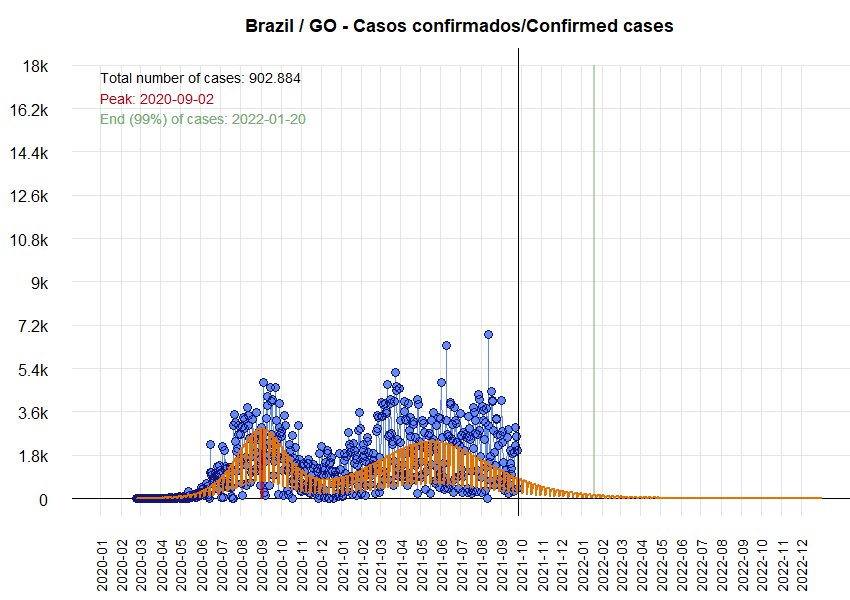 Brazil / GO - Casos confirmados/Confirmed cases
Total number of cases: 902.884
Peak: 2020-09-02
End (99%) of cases: 2022-01-20
18k
16.2k
14.4k
12.6k
10.8k
9k
7.2k
5.4k
3.6k
1.8k
0
2020-01
2020-02
2020-03
2020-04
2020-05
2020-06
2020-07
2020-08
2020-09
2020-10
2020-11
2020-12
2021-01
2021-02
2021-03
2021-04
2021-05
2021-06
2021-07
2021-08
2021-09
2021-10
2021-11
2021-12
2022-01
2022-02
2022-03
2022-04
2022-05
2022-06
2022-07
2022-08
2022-09
2022-10
2022-11
2022-12